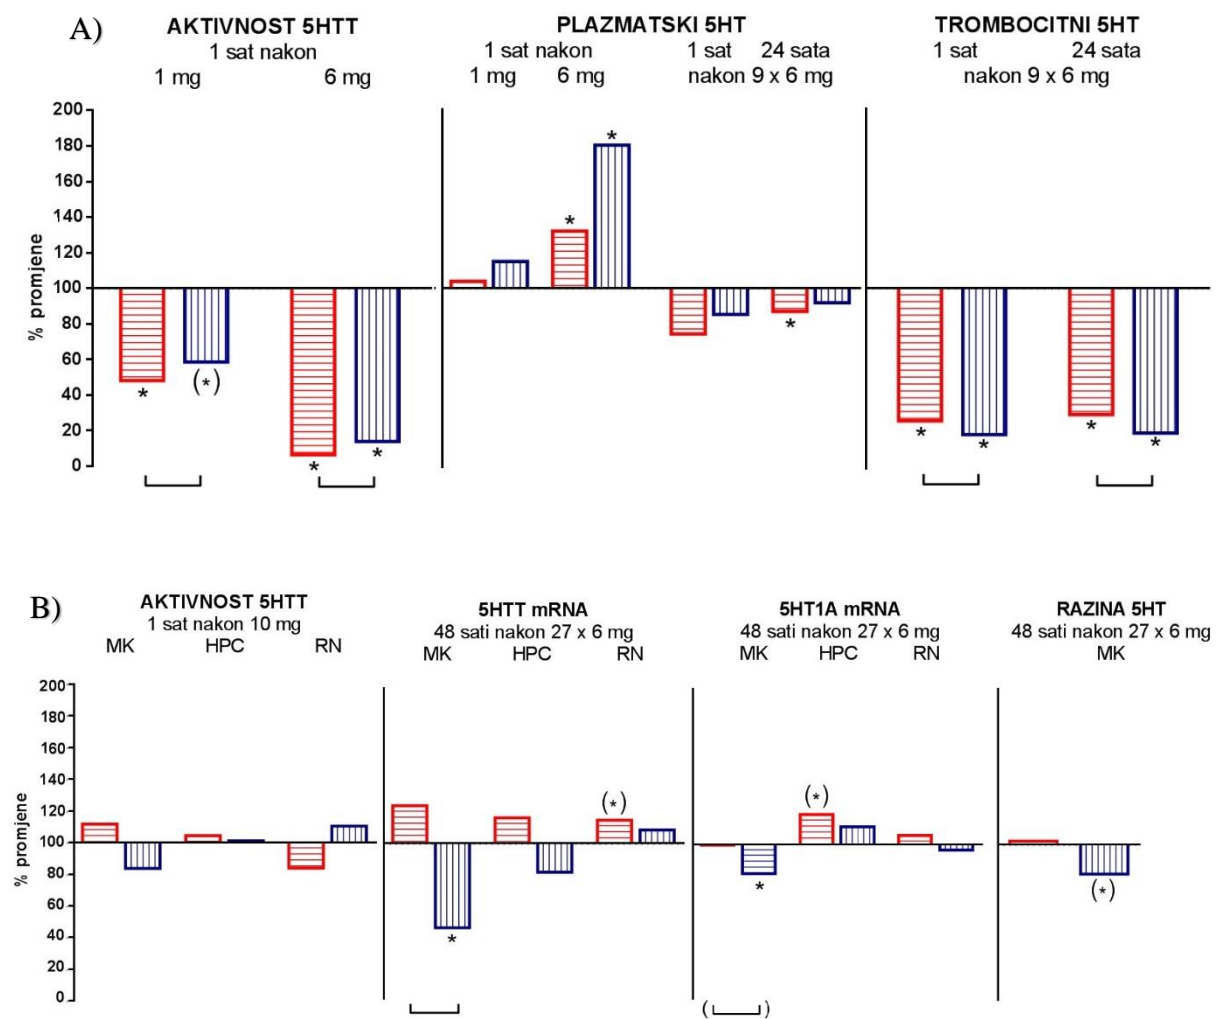 A)
AKTIVNOST 5HTT
1 sat nakon
1 mg 6 mg
PLAZMATSKI 5HT
1 sat nakon 1 sat 24 sata
1 mg 6 mg nakon 9 x 6 mg
TROMBOCITNI 5HT
1 sat 24 sata
nakon 9 x 6 mg
% promjene
200
180
160
140
120
100
80
60
40
20
0
* (*) * *
* *
*
* * * *
B)
AKTIVNOST 5HTT
1 sat nakon 10 mg
MK HPC RN
5HTT mRNA
48 sati nakon 27 x 6 mg
MK HPC RN
5HT1A mRNA
48 sati nakon 27 x 6 mg
MK HPC RN
RAZINA 5HT
48 sati nakon 27 x 6 mg
MK
% promjene
200
180
160
140
120
100
80
60
40
20
0
* (*)
* (*)
(*)
( )